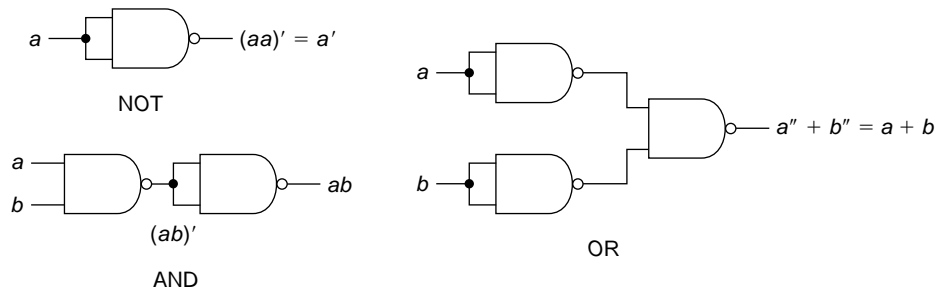 a
(aa)′ = a′
NOT
a
b
(ab)′
ab
AND
a
b
a″ + b″ = a + b
OR